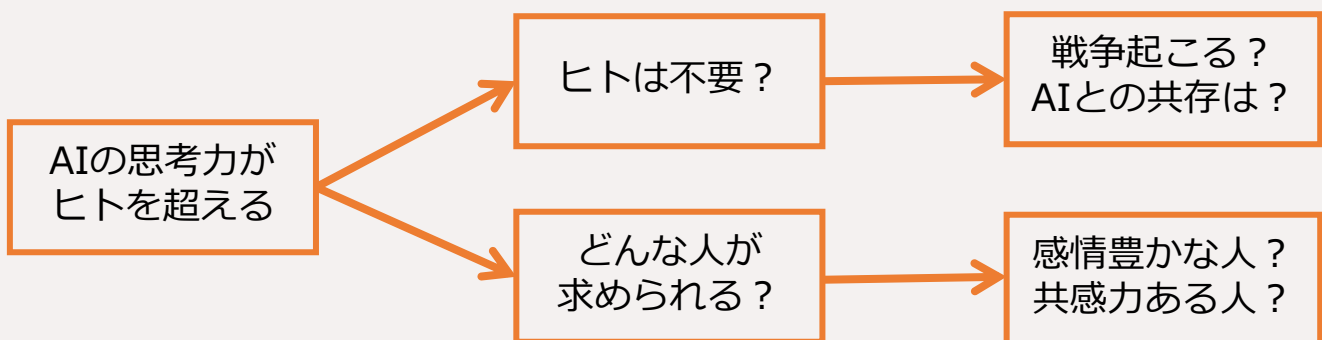 AIの思考力が
ヒトを超える
ヒトは不要？
戦争起こる？
AIとの共存は？
どんな人が
求められる？
感情豊かな人？
共感力ある人？